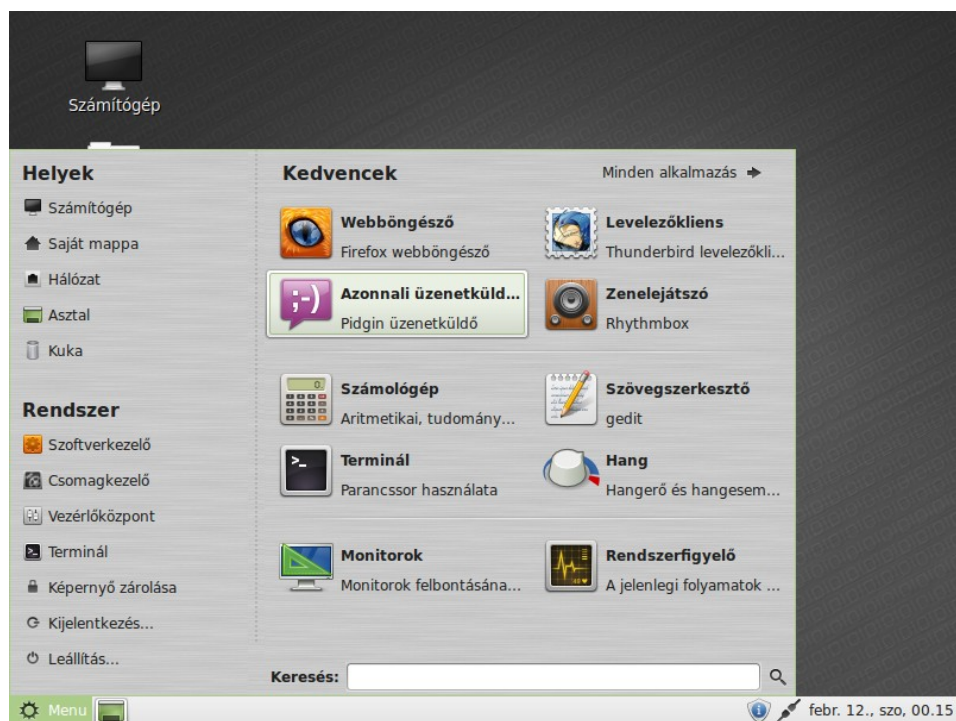 Számítógép
Helyek
Számítógép
Saját mappa
Hálózat
Asztal
Kuka
Rendszer
Szoftverkezelő
Csomagkezelő
Vezérlőközpont
Terminál
Képernyő zárolása
Kijelentkezés...
Leállítás...
Kedvencek
Minden alkalmazás
Webböngésző
Firefox webböngésző
Levelezőkliens
Thunderbird levelezőkli...
;-)
Azonnali üzenetküld...
Pidgin üzenetküldő
Zenelejátszó
Rhythmbox
Számológép
Aritmetikai, tudomány...
Szövegszerkesztő
gedit
Terminál
Parancssor használata
Hang
Hangerő és hangesem...
Monitorok
Monitorok felbontásána...
Rendszerfigyelő
A jelenlegi folyamatok ...
Keresés:
Menu
febr. 12., szo, 00.15